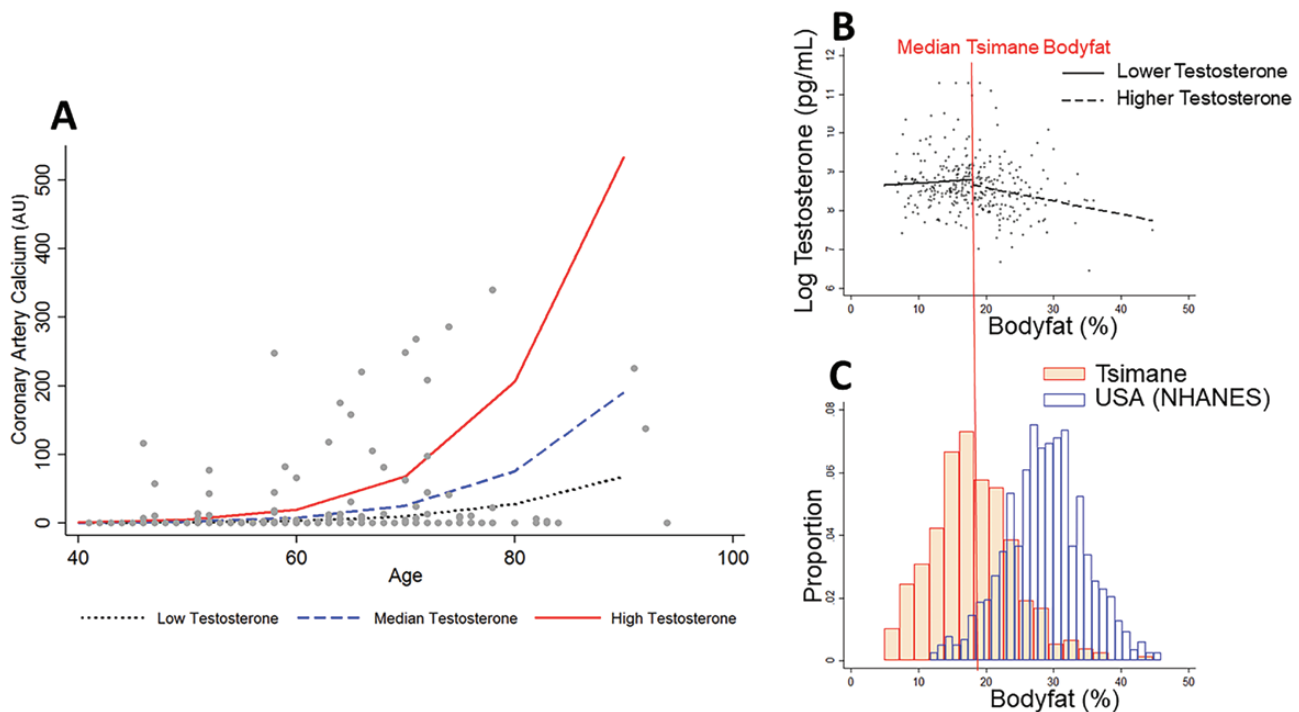 A
Coronary Artery Calcium (AU)
500
400
300
200
100
0
40
60
80
100
Age
Low Testosterone
Median Testosterone
High Testosterone
B
Median Tsimane Bodyfat
Lower Testosterone
Higher Testosterone
Log Testosterone (pg/mL)
12
11
10
9
8
7
6
0
10
20
30
40
50
Bodyfat (%)
C
Tsimane
USA (NHANES)
Proportion
.08
.06
.04
.02
0
0
10
20
30
40
50
Bodyfat (%)